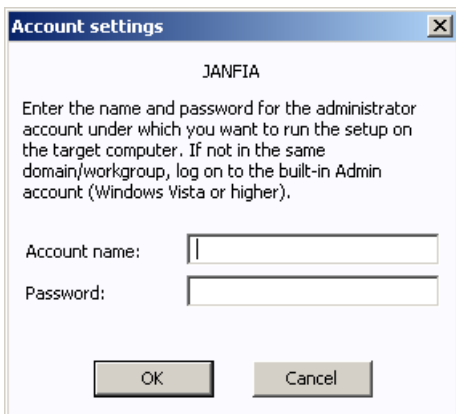 Account settings
JANFIA
Enter the name and password for the administrator
account under which you want to run the setup on
the target computer. If not in the same
domain/workgroup, log on to the built-in Admin
account (Windows Vista or higher).
Account name:
Password:
OK Cancel